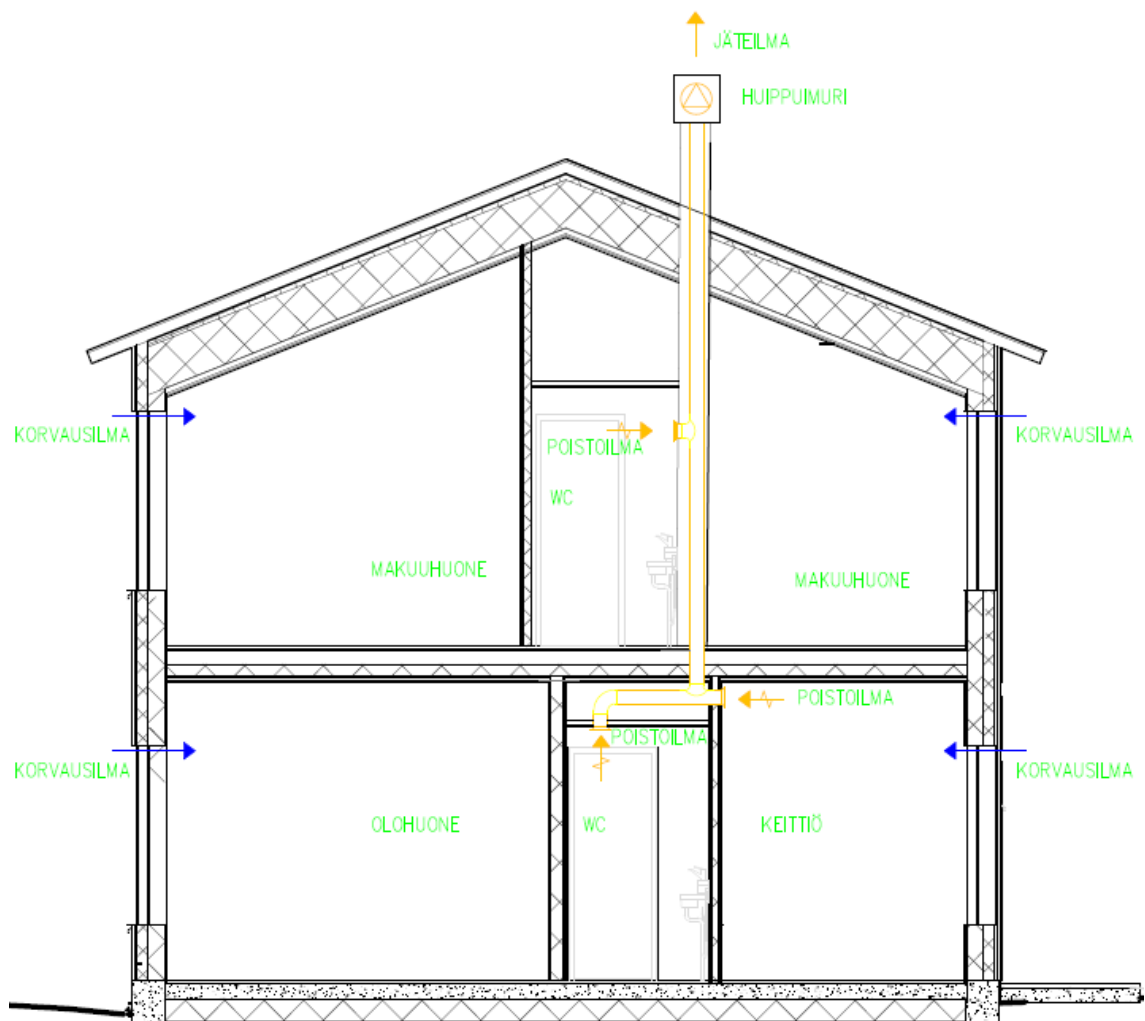 JÄTEILMA
HUIPPUIMURI
KORVAUSILMA
POISTOILMA
KORVAUSILMA
WC
MAKUUHUONE
MAKUUHUONE
POISTOILMA
POISTOILMA
KORVAUSILMA
KORVAUSILMA
OLOHUONE
WC
KEITTIÖ